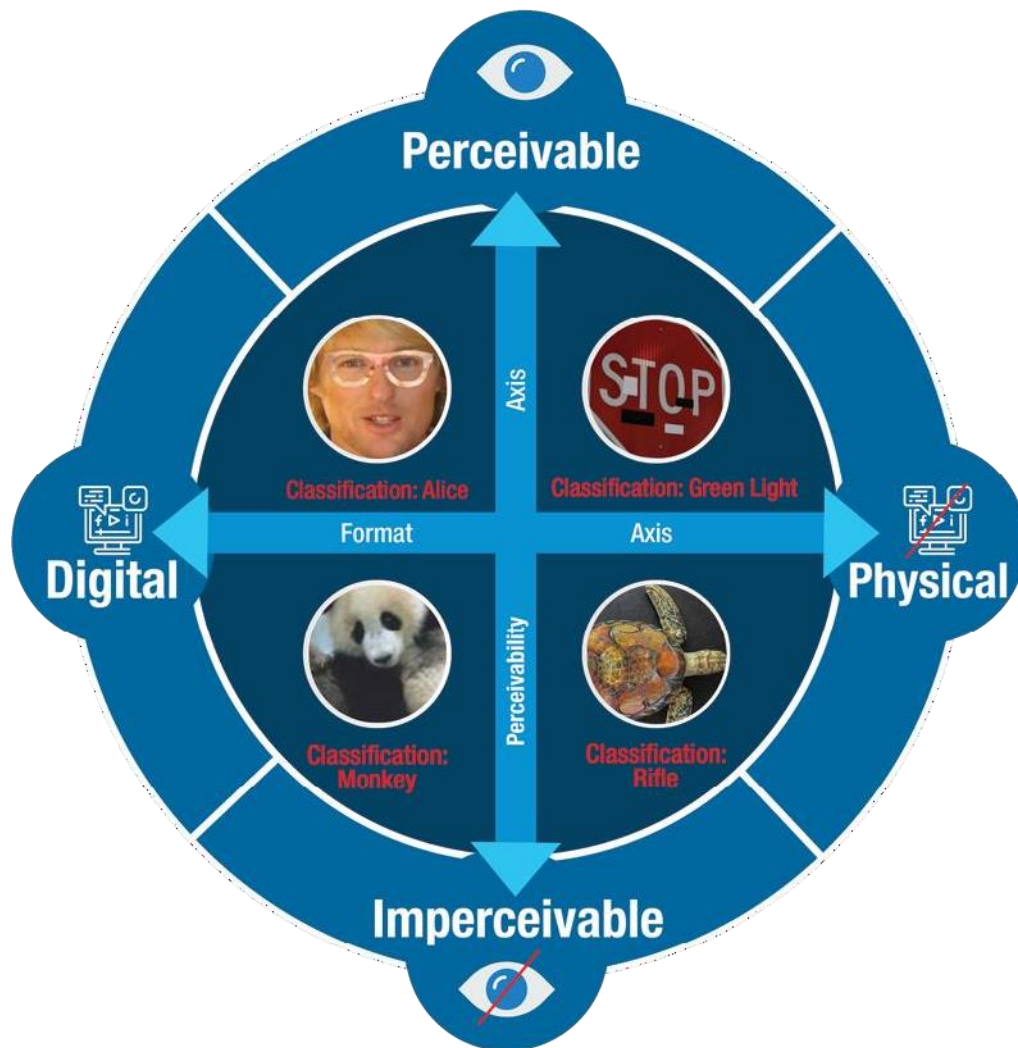 Perceivable
Axis
STOP
Classification: Alice
Classification: Green Light
Format
Axis
Digital
Physical
Perceivability
Classification:
Monkey
Classification:
Rifle
Imperceivable